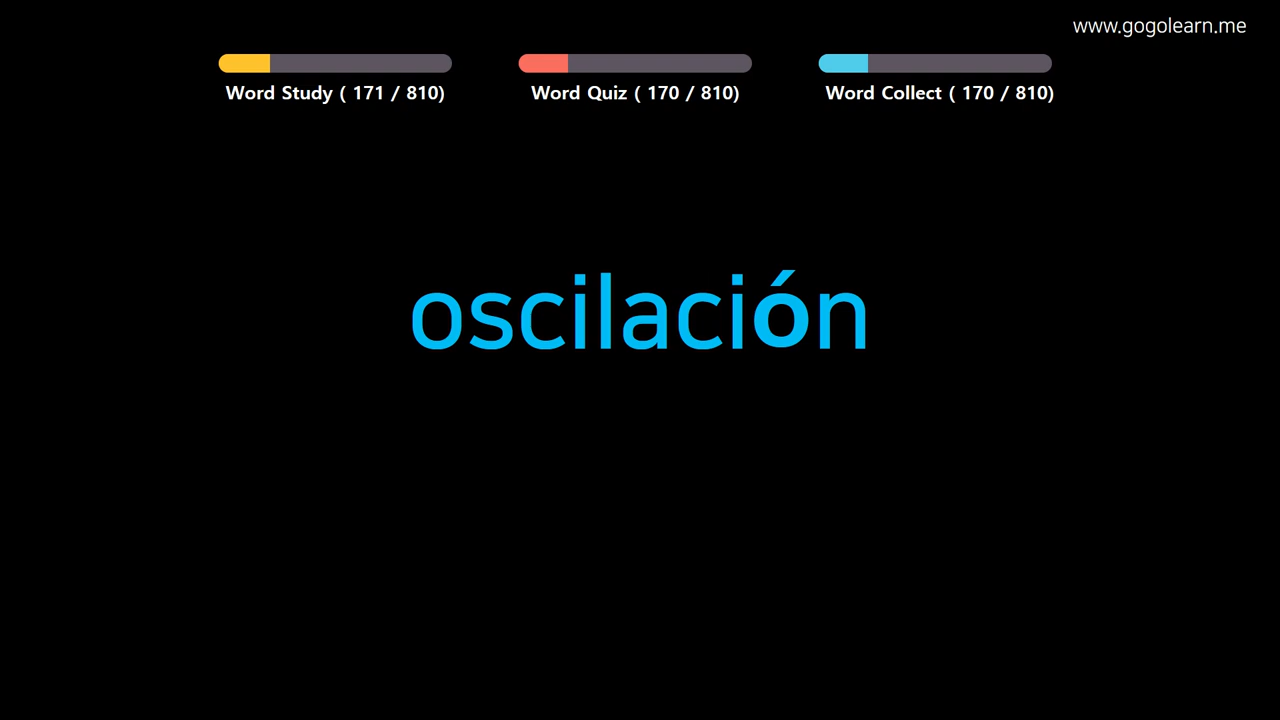 www.gogolearn.me
Word Study ( 171 / 810)
Word Quiz ( 170 / 810)
Word Collect ( 170 / 810)
oscilación